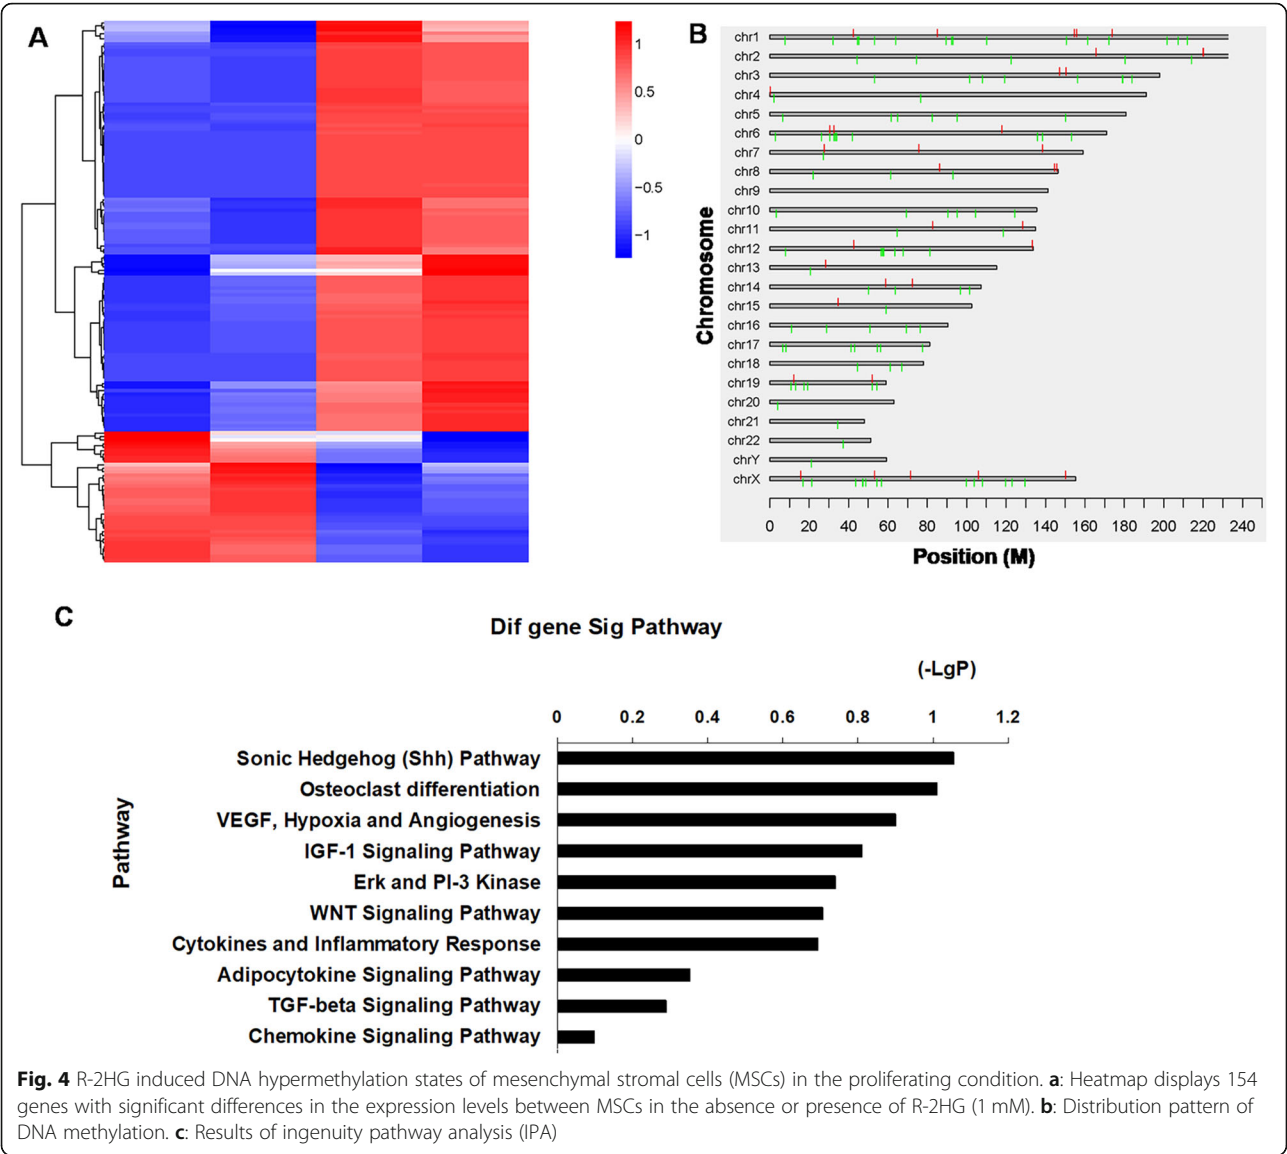 A
1
0.5
0
−0.5
−1
B
Chromosome
chr1
chr2
chr3
chr4
chr5
chr6
chr7
chr8
chr9
chr10
chr11
chr12
chr13
chr14
chr15
chr16
chr17
chr18
chr19
chr20
chr21
chr22
chrY
chrX
0 20 40 60 80 100 120 140 160 180 200 220 240
Position (M)
C
Dif gene Sig Pathway
(-LgP)
0 0.2 0.4 0.6 0.8 1 1.2
Pathway
Sonic Hedgehog (Shh) Pathway
Osteoclast differentiation
VEGF, Hypoxia and Angiogenesis
IGF-1 Signaling Pathway
Erk and PI-3 Kinase
WNT Signaling Pathway
Cytokines and Inflammatory Response
Adipocytokine Signaling Pathway
TGF-beta Signaling Pathway
Chemokine Signaling Pathway
Fig. 4 R-2HG induced DNA hypermethylation states of mesenchymal stromal cells (MSCs) in the proliferating condition. a: Heatmap displays 154
genes with significant differences in the expression levels between MSCs in the absence or presence of R-2HG (1 mM). b: Distribution pattern of
DNA methylation. c: Results of ingenuity pathway analysis (IPA)